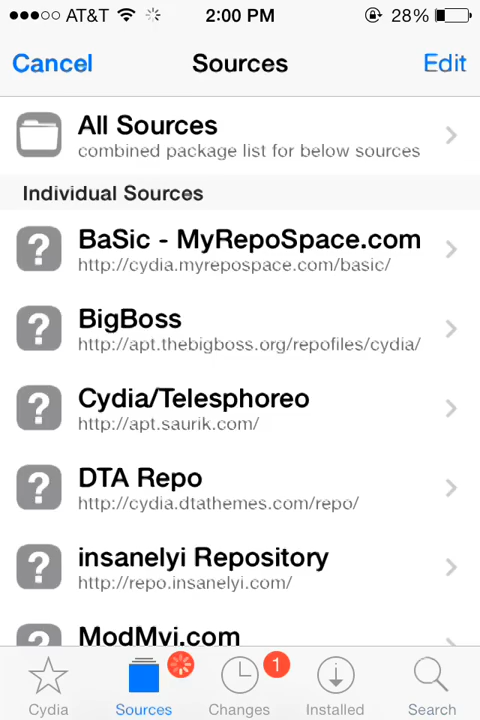 AT&T 2:00 PM 28%
Cancel Sources Edit
All Sources
combined package list for below sources
Individual Sources
BaSic - MyRepoSpace.com
http://cydia.myrepospace.com/basic/
BigBoss
http://apt.thebigboss.org/repofiles/cydia/
Cydia/Telesphoreo
http://apt.saurik.com/
DTA Repo
http://cydia.dtathemes.com/repo/
insanelyi Repository
http://repo.insanelyi.com/
ModMyi.com
1
Cydia Sources Changes Installed Search